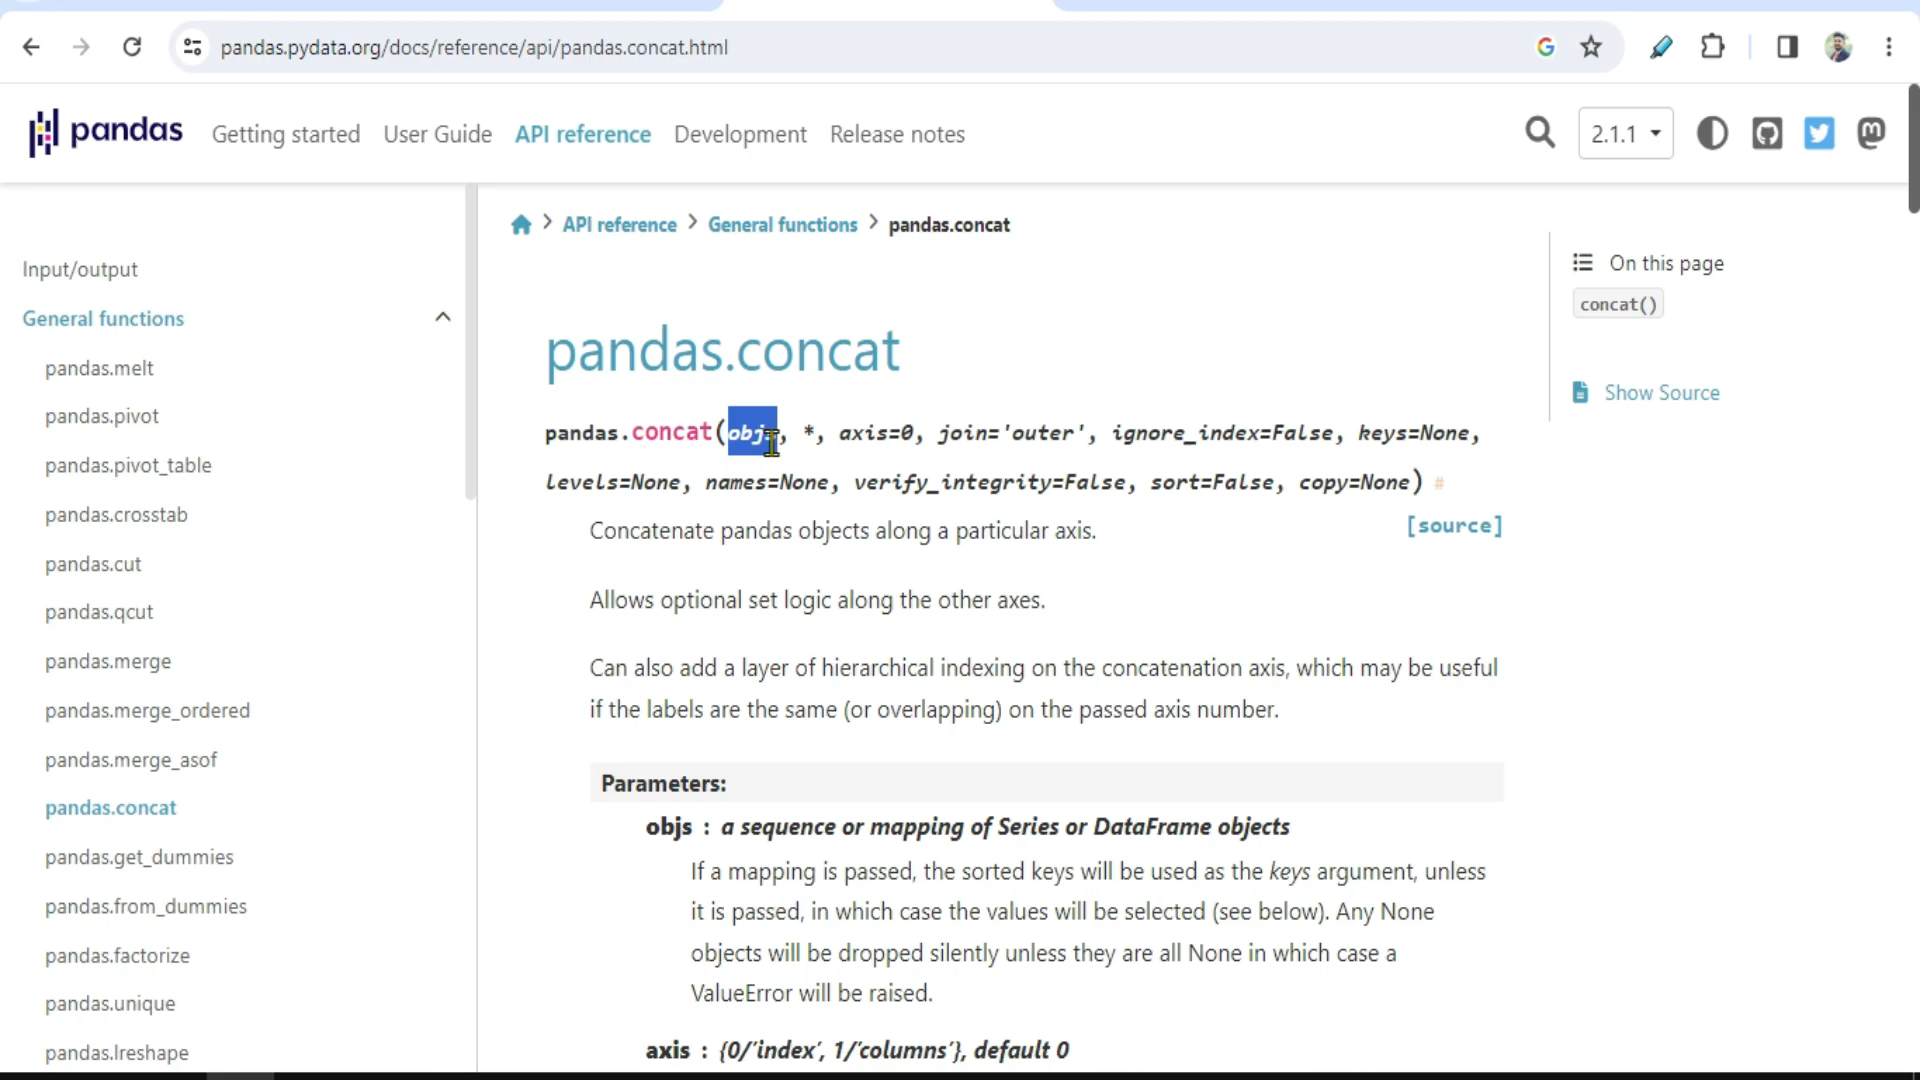 pandas.pydata.org/docs/reference/api/pandas.concat.html
pandas Getting started User Guide API reference Development Release notes 2.1.1
API reference > General functions > pandas.concat
Input/output
General functions
pandas.melt
pandas.pivot
pandas.pivot_table
pandas.crosstab
pandas.cut
pandas.qcut
pandas.merge
pandas.merge_ordered
pandas.merge_asof
pandas.concat
pandas.get_dummies
pandas.from_dummies
pandas.factorize
pandas.unique
pandas.lreshape
pandas.concat
pandas.concat(objs, *, axis=0, join='outer', ignore_index=False, keys=None,
levels=None, names=None, verify_integrity=False, sort=False, copy=None) #
[source]
Concatenate pandas objects along a particular axis.
Allows optional set logic along the other axes.
Can also add a layer of hierarchical indexing on the concatenation axis, which may be useful
if the labels are the same (or overlapping) on the passed axis number.
Parameters:
objs : a sequence or mapping of Series or DataFrame objects
If a mapping is passed, the sorted keys will be used as the keys argument, unless
it is passed, in which case the values will be selected (see below). Any None
objects will be dropped silently unless they are all None in which case a
ValueError will be raised.
axis : {0/'index', 1/'columns'}, default 0
On this page
concat()
Show Source